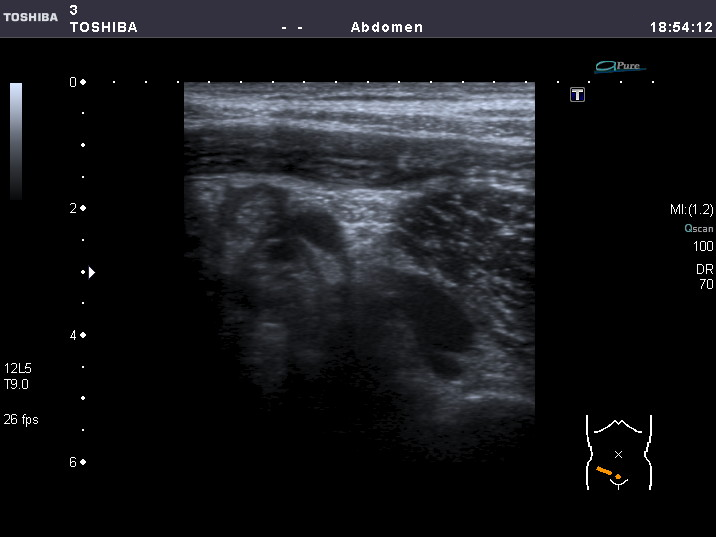 TOSHIBA
3
TOSHIBA - - Abdomen 18:54:12
Pure
T
0
2
4
6
MI:(1.2)
Qscan
100
DR
70
12L5
T9.0
26 fps